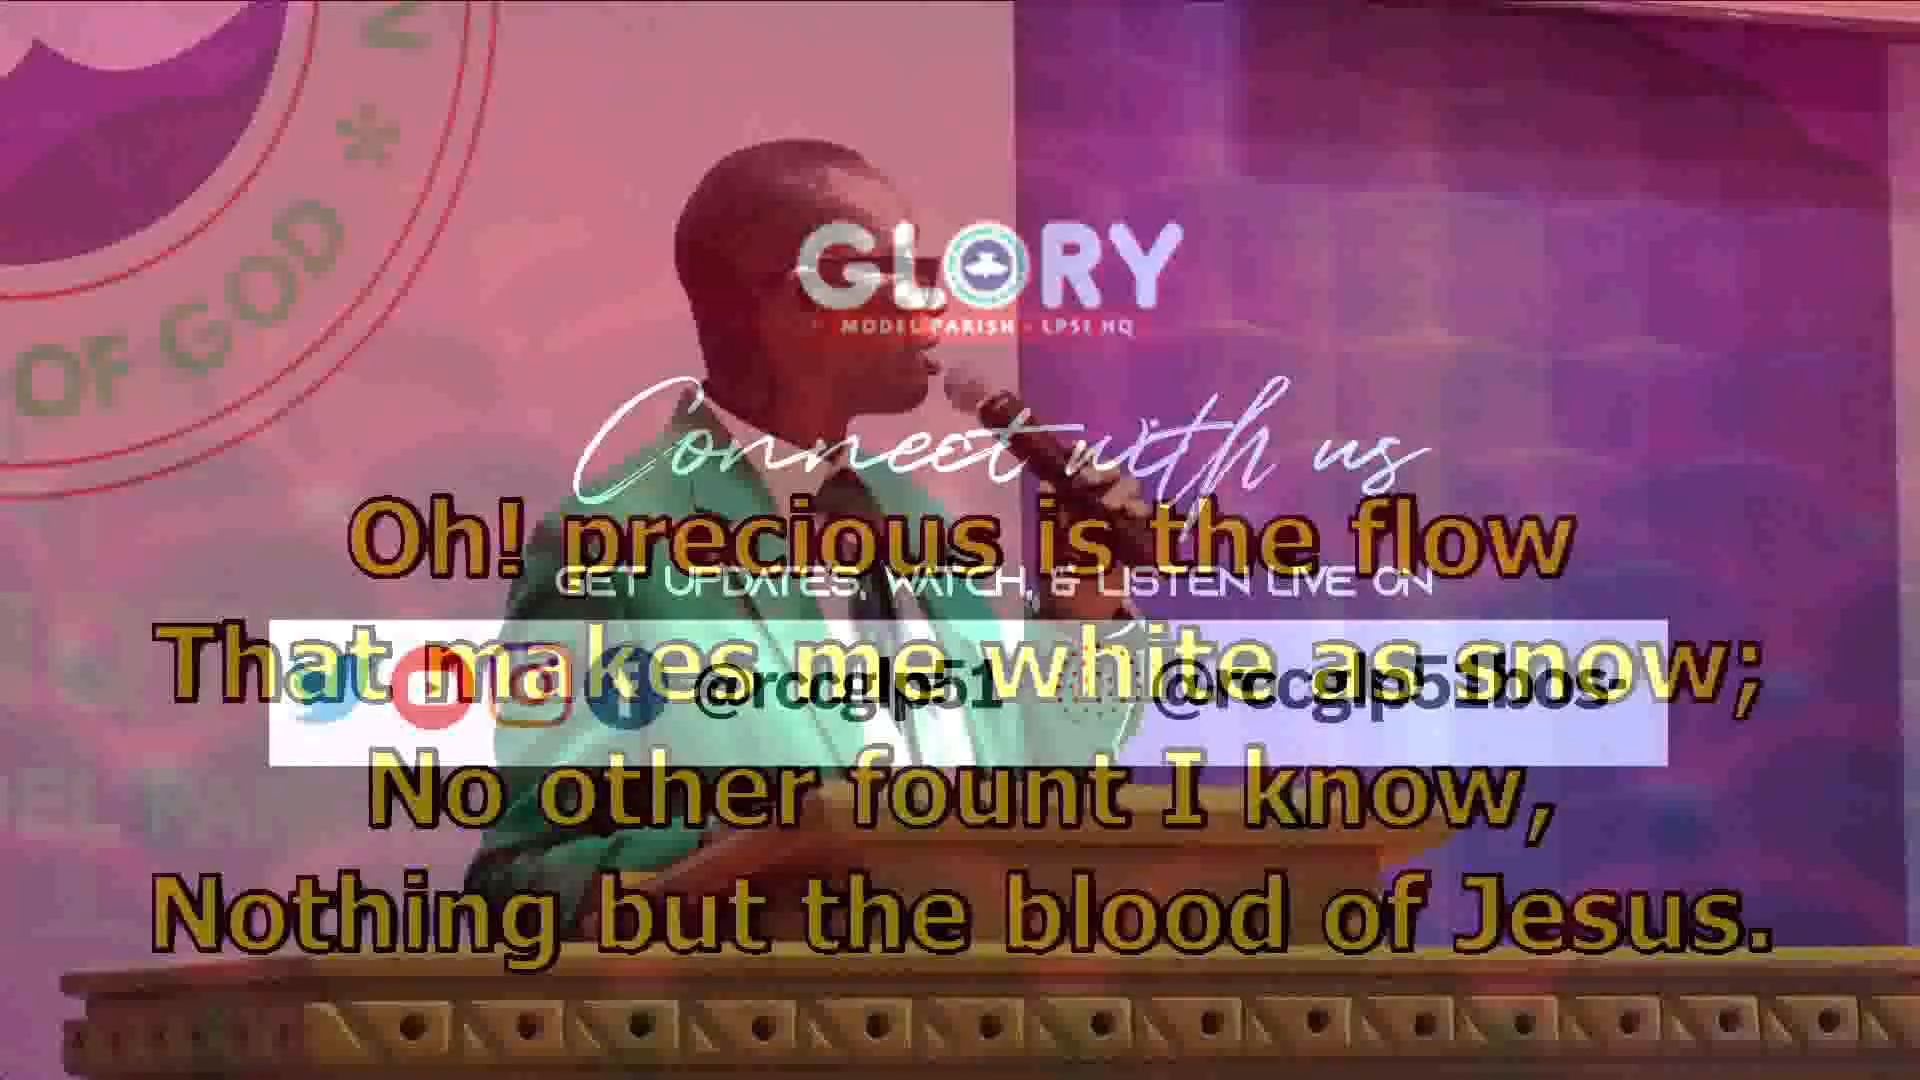 OF GOD *
GLORY
MODEL PARISH - LP51 HQ
Connect with us
Oh! precious is the flow
GET UPDATES, WATCH, & LISTEN LIVE ON
That makes me white as snow;
@rccglp51 @rccglp51bos-
No other fount I know,
Nothing but the blood of Jesus.